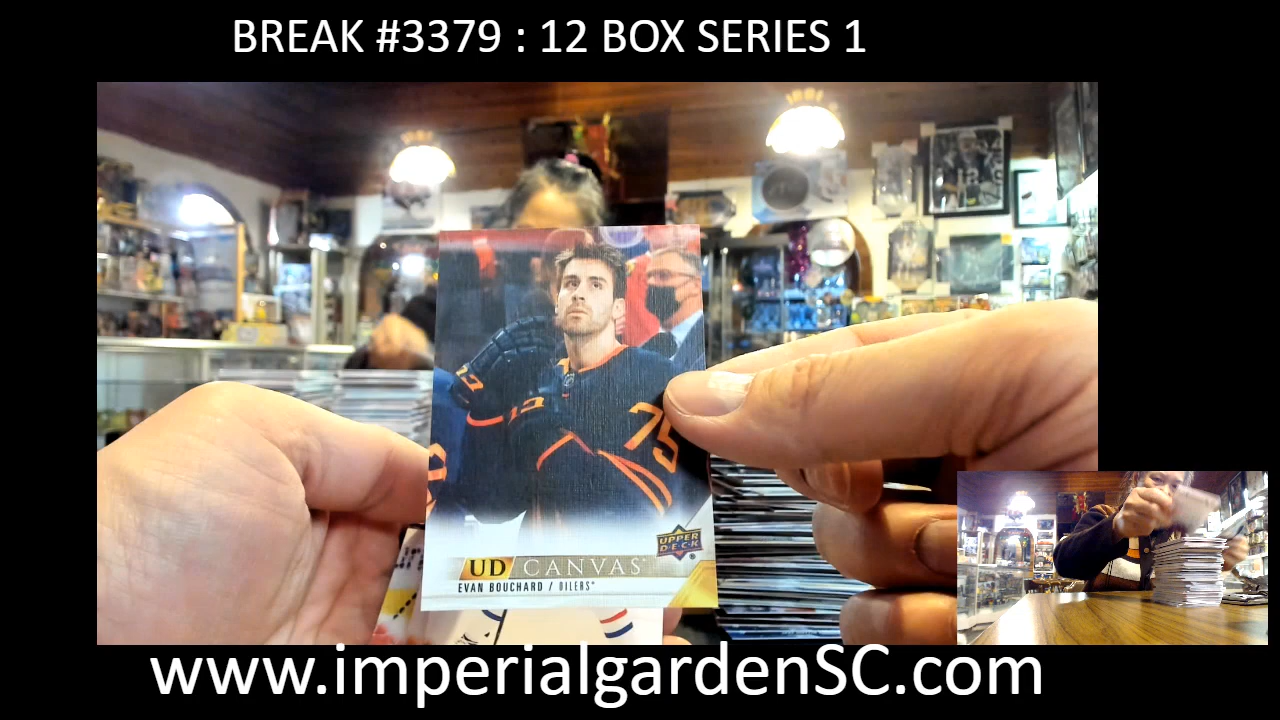 BREAK #3379 : 12 BOX SERIES 1
75
UPPER
DECK
UD CANVAS
EVAN BOUCHARD / OILERS
www.imperialgardenSC.com